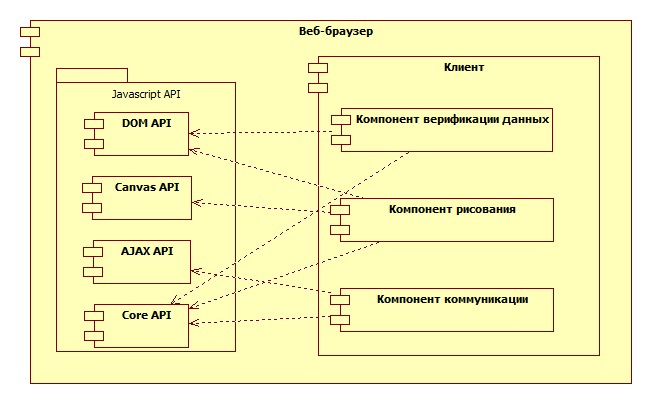 Веб-браузер
Клиент
Javascript API
DOM API
Компонент верификации данных
Canvas API
Компонент рисования
AJAX API
Компонент коммуникации
Core API